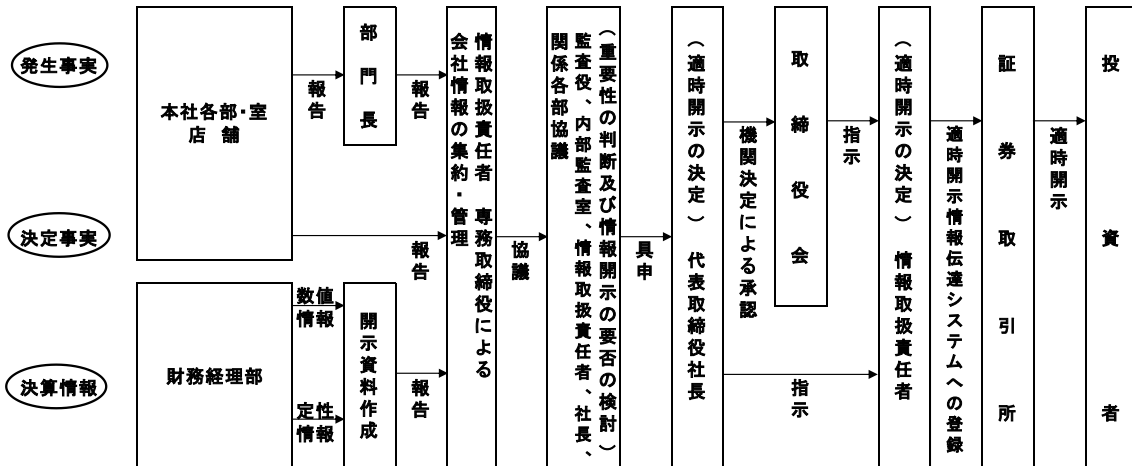 発生事実
決定事実
決算情報
本社各部・室
店 舗
財務経理部
報告
数値
情報
定性
情報
部門長
開示資料作成
報告
報告
報告
情報取扱責任者 専務取締役による
会社情報の集約・管理
協議
(重要性の判断及び情報開示の要否の検討)
監査役、内部監査室、情報取扱責任者、社長、
関係各部協議
具申
(適時開示の決定) 代表取締役社長
機関決定による承認
取締役会
指示
指示
(適時開示の決定) 情報取扱責任者
適時開示情報伝達システムへの登録
証券取引所
適時開示
投資者